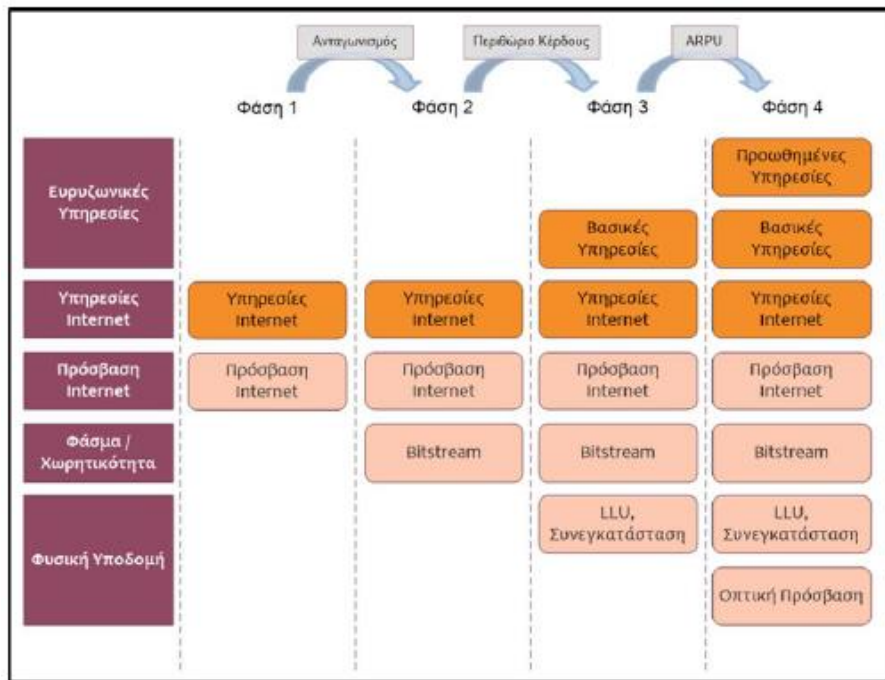 Ανταγωνισμός
Περιθώριο Κέρδους
ARPU
Φάση 1
Φάση 2
Φάση 3
Φάση 4
Ευρυζωνικές
Υπηρεσίες
Προωθημένες
Υπηρεσίες
Βασικές
Υπηρεσίες
Βασικές
Υπηρεσίες
Υπηρεσίες
Internet
Υπηρεσίες
Internet
Υπηρεσίες
Internet
Υπηρεσίες
Internet
Υπηρεσίες
Internet
Πρόσβαση
Internet
Πρόσβαση
Internet
Πρόσβαση
Internet
Πρόσβαση
Internet
Πρόσβαση
Internet
Φάσμα /
Χωρητικότητα
Bitstream
Bitstream
Bitstream
Φυσική Υποδομή
LLU,
Συνεγκατάσταση
LLU,
Συνεγκατάσταση
Οπτική Πρόσβαση